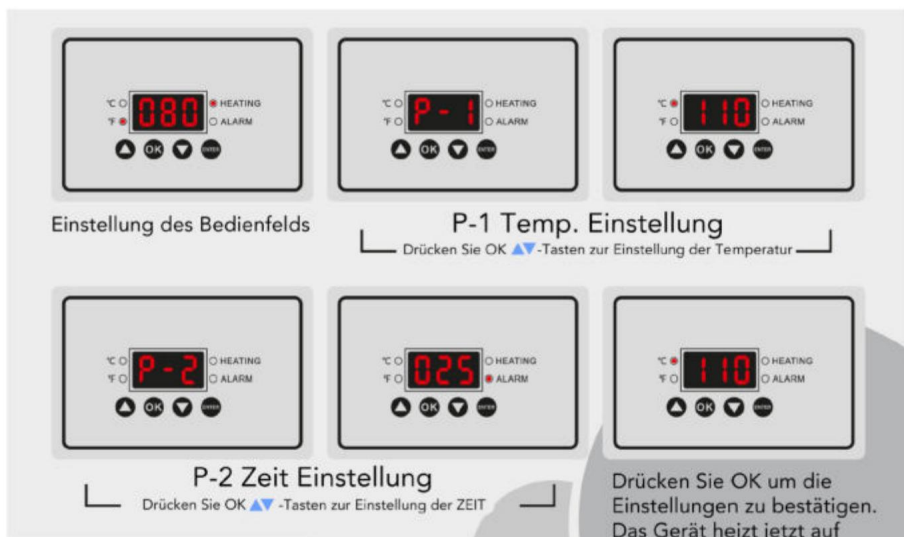 °C 080 HEATING
°F ALARM
OK ENTER
°C P-1 HEATING
°F ALARM
OK ENTER
°C 110 HEATING
°F ALARM
OK ENTER
Einstellung des Bedienfelds
P-1 Temp. Einstellung
Drücken Sie OK ▲▼-Tasten zur Einstellung der Temperatur
°C P-2 HEATING
°F ALARM
OK ENTER
°C 025 HEATING
°F ALARM
OK ENTER
°C 110 HEATING
°F ALARM
OK ENTER
P-2 Zeit Einstellung
Drücken Sie OK ▲▼ -Tasten zur Einstellung der ZEIT
Drücken Sie OK um die
Einstellungen zu bestätigen.
Das Gerät heizt jetzt auf